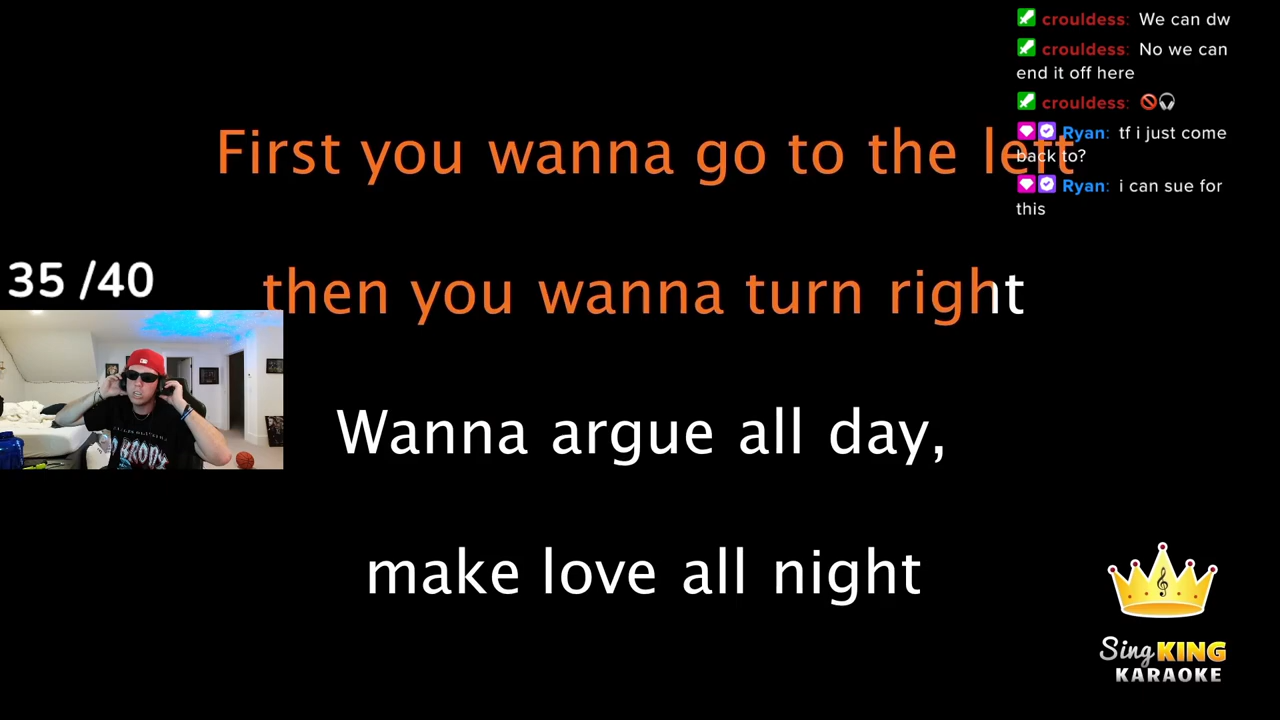 crouldess: We can dw
crouldess: No we can
end it off here
crouldess:
Ryan: tf i just come
back to?
Ryan: i can sue for
this
First you wanna go to the left
then you wanna turn right
35 /40
Wanna argue all day,
make love all night
Sing KING
KARAOKE